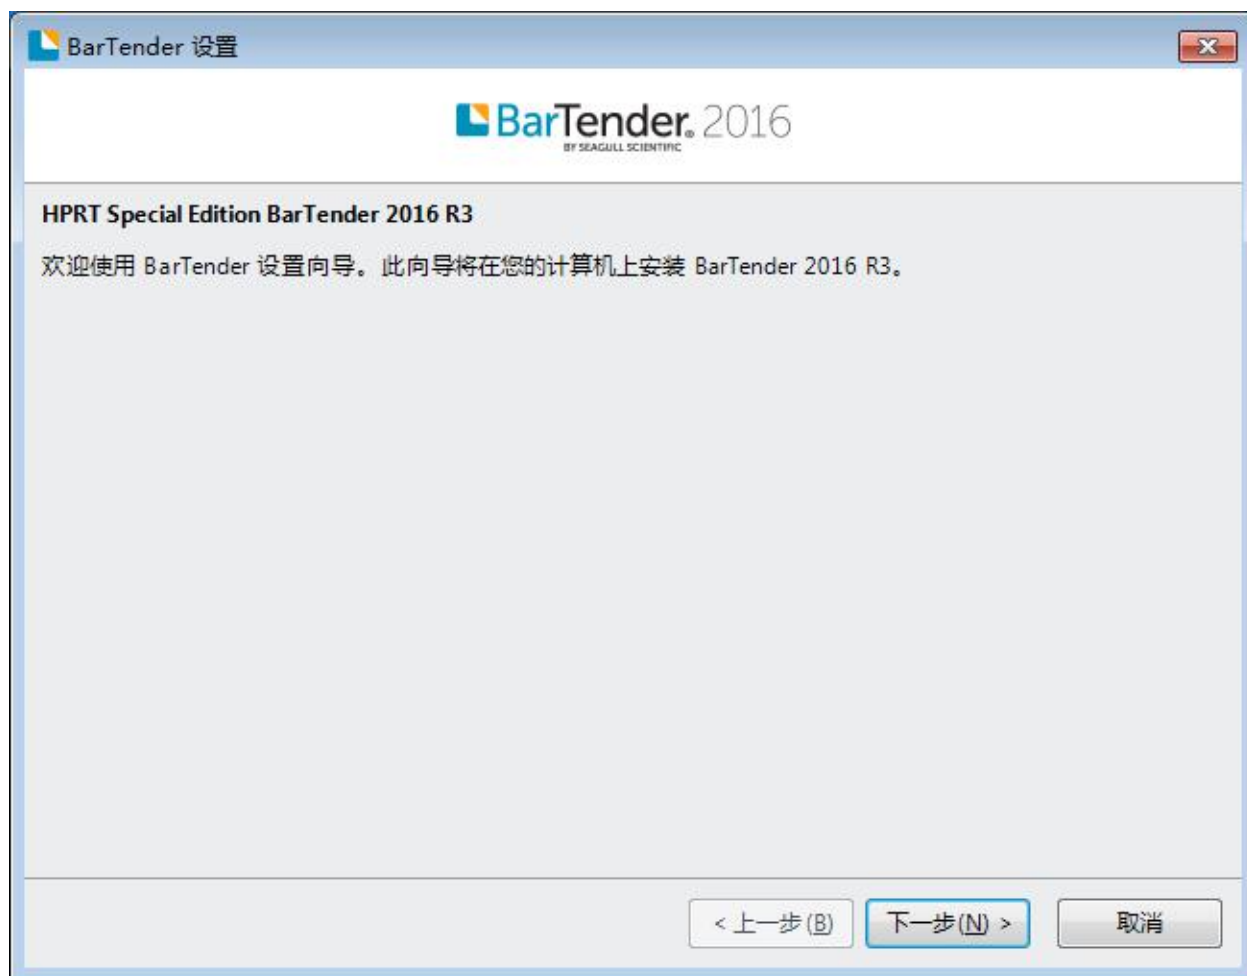 BarTender 设置
BarTender® 2016
BY SEAGULL SCIENTIFIC
HPRT Special Edition BarTender 2016 R3
欢迎使用 BarTender 设置向导。此向导将在您的计算机上安装 BarTender 2016 R3。
< 上一步(B) 下一步(N) > 取消